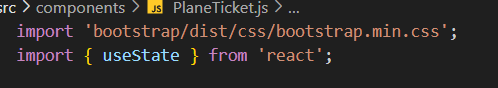 src > components > JS PlaneTicket.js > ...
import 'bootstrap/dist/css/bootstrap.min.css';
import { useState } from 'react';